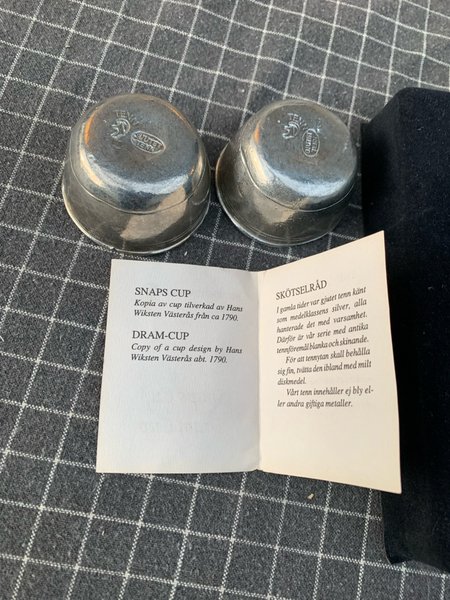 TENN
SNAPS CUP
Kopia av cup tilverkad av Hans
Wiksten Västerås från ca 1790.
DRAM-CUP
Copy of a cup design by Hans
Wiksten Västerås abt. 1790.
SKÖTSELRÅD
I gamla tider var gjutet tenn känt
som medelklassens silver, alla
hanterade det med varsamhet.
Därför är vår serie med antika
tennföremål blanka och skinande.
För att tennytan skall behålla
sig fin, tvätta den ibland med milt
diskmedel.
Vårt tenn innehåller ej bly el-
ler andra giftiga metaller.